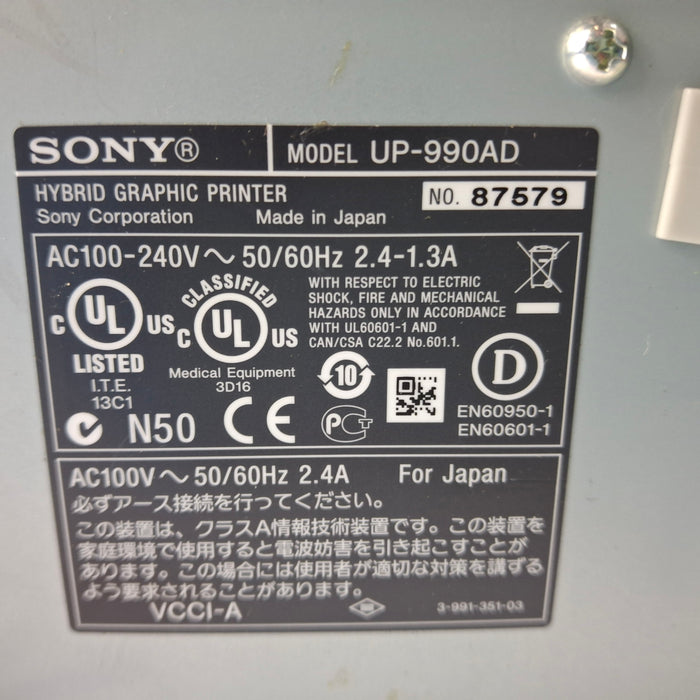 SONY® MODEL UP-990AD
HYBRID GRAPHIC PRINTER NO. 87579
Sony Corporation Made in Japan
AC100-240V～ 50/60Hz 2.4-1.3A
C UL US
LISTED
I.T.E.
13C1
CLASSIFIED
C UL US
Medical Equipment
3D16
WITH RESPECT TO ELECTRIC
SHOCK, FIRE AND MECHANICAL
HAZARDS ONLY IN ACCORDANCE
WITH UL60601-1 AND
CAN/CSA C22.2 No.601.1.
10
D
EN60950-1
EN60601-1
N50 CE PCT
AC100V～ 50/60Hz 2.4A For Japan
必ずアース接続を行ってください。
この装置は、クラスA情報技術装置です。この装置を
家庭環境で使用すると電波妨害を引き起こすことが
あります。この場合には使用者が適切な対策を講ずる
よう要求されることがあります。
VCCI-A 3-991-351-03